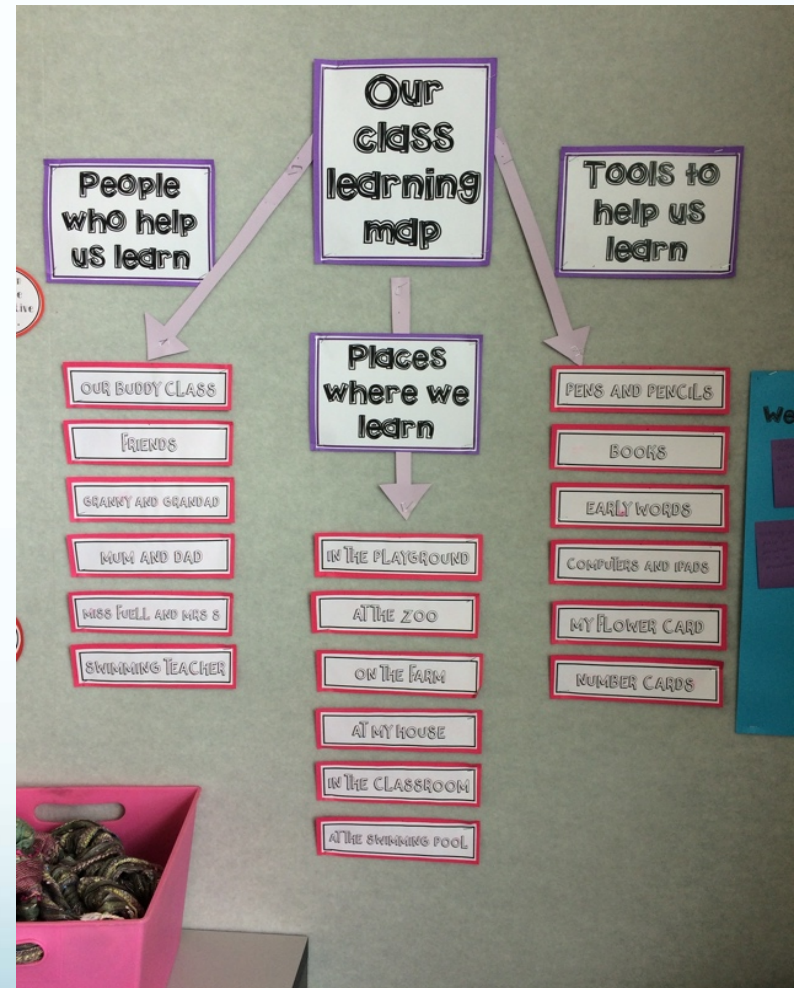 Our
class
learning
map
People
who help
us learn
OUR BUDDY CLASS
FRIENDS
GRANNY AND GRANDAD
MUM AND DAD
MISS FUELL AND MRS S
SWIMMING TEACHER
Places
where we
learn
IN THE PLAYGROUND
AT THE ZOO
ON THE FARM
AT MY HOUSE
IN THE CLASSROOM
AT THE SWIMMING POOL
Tools to
help us
learn
PENS AND PENCILS
BOOKS
EARLY WORDS
COMPUTERS AND IPADS
MY FLOWER CARD
NUMBER CARDS
We